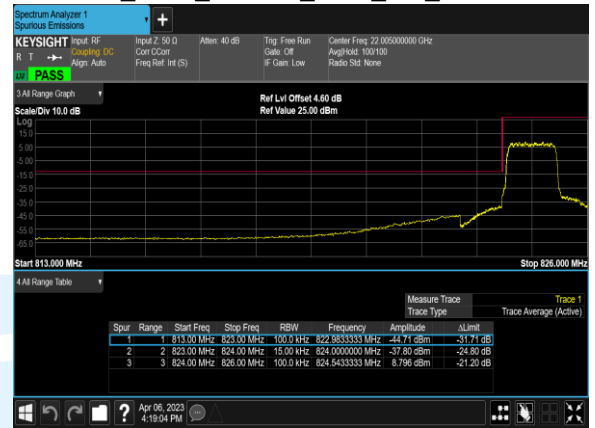 Spectrum Analyzer 1
Spurious Emissions
+
KEYSIGHT Input: RF Input Z: 50 Ω Atten: 40 dB Trig: Free Run Center Freq: 22.005000000 GHz
R T Coupling: DC Corr CCorr Gate: Off Avg|Hold: 100/100
Align: Auto Freq Ref: Int (S) IF Gain: Low Radio Std: None
PASS
3 All Range Graph
Ref Lvl Offset 4.60 dB
Scale/Div 10.0 dB Ref Value 25.00 dBm
Log
15.0
5.00
-5.00
-15.0
-25.0
-35.0
-45.0
-55.0
-65.0
Start 813.000 MHz Stop 826.000 MHz
4 All Range Table
Measure Trace Trace 1
Trace Type Trace Average (Active)
Spur Range Start Freq Stop Freq RBW Frequency Amplitude ΔLimit
1 1 813.00 MHz 823.00 MHz 100.0 kHz 822.9833333 MHz -44.71 dBm -31.71 dB
2 2 823.00 MHz 824.00 MHz 15.00 kHz 824.0000000 MHz -37.80 dBm -24.80 dB
3 3 824.00 MHz 826.00 MHz 100.0 kHz 824.5433333 MHz 8.796 dBm -21.20 dB
? Apr 06, 2023
4:19:04 PM